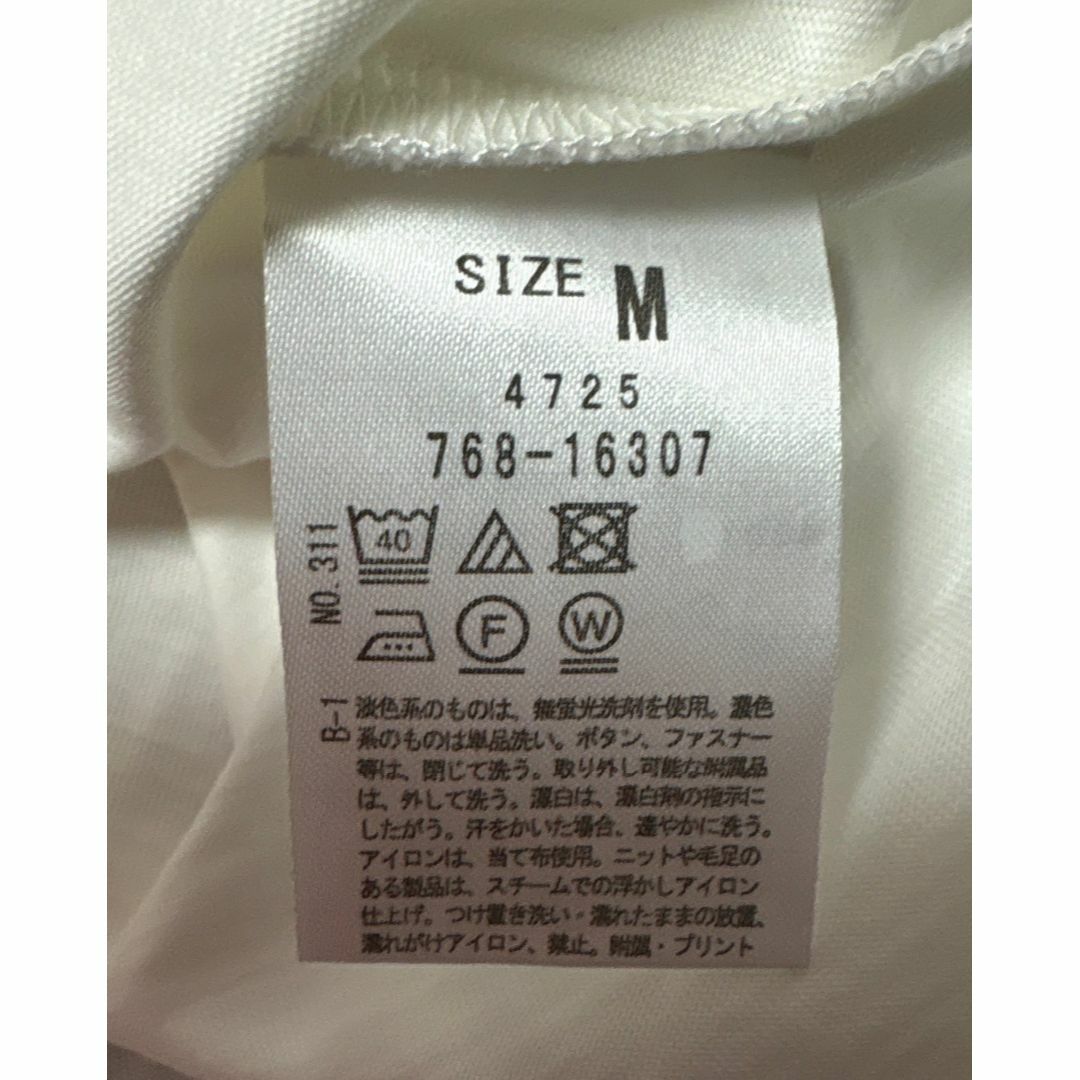 SIZE M
4725
768-16307
NO.311
40
F W
B-1
淡色系のものは、無蛍光洗剤を使用。濃色
系のものは単品洗い。ボタン、ファスナー
等は、閉じて洗う。取り外し可能な附属品
は、外して洗う。漂白は、漂白剤の指示に
したがう。汗をかいた場合、速やかに洗う。
アイロンは、当て布使用。ニットや毛足の
ある製品は、スチームでの浮かしアイロン
仕上げ。つけ置き洗い・濡れたままの放置、
濡れがけアイロン、禁止。附属・プリント